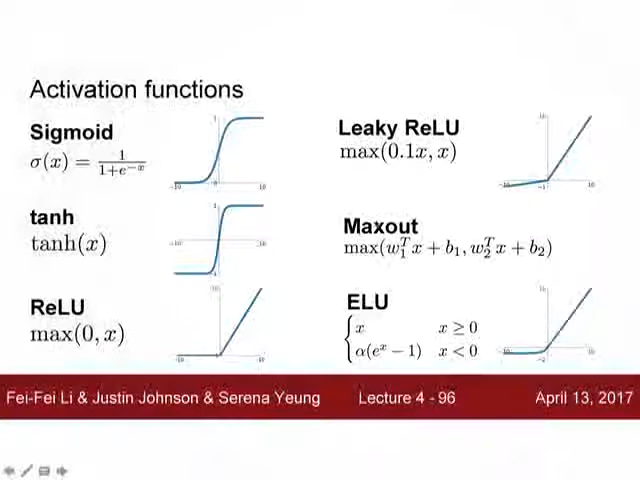 Activation functions
Sigmoid
σ(x) = 1/(1+e^{-x})
tanh
tanh(x)
ReLU
max(0, x)
Leaky ReLU
max(0.1x, x)
Maxout
max(w_1^T x + b_1, w_2^T x + b_2)
ELU
{ x x ≥ 0
α(e^x − 1) x < 0
Fei-Fei Li & Justin Johnson & Serena Yeung Lecture 4 - 96 April 13, 2017